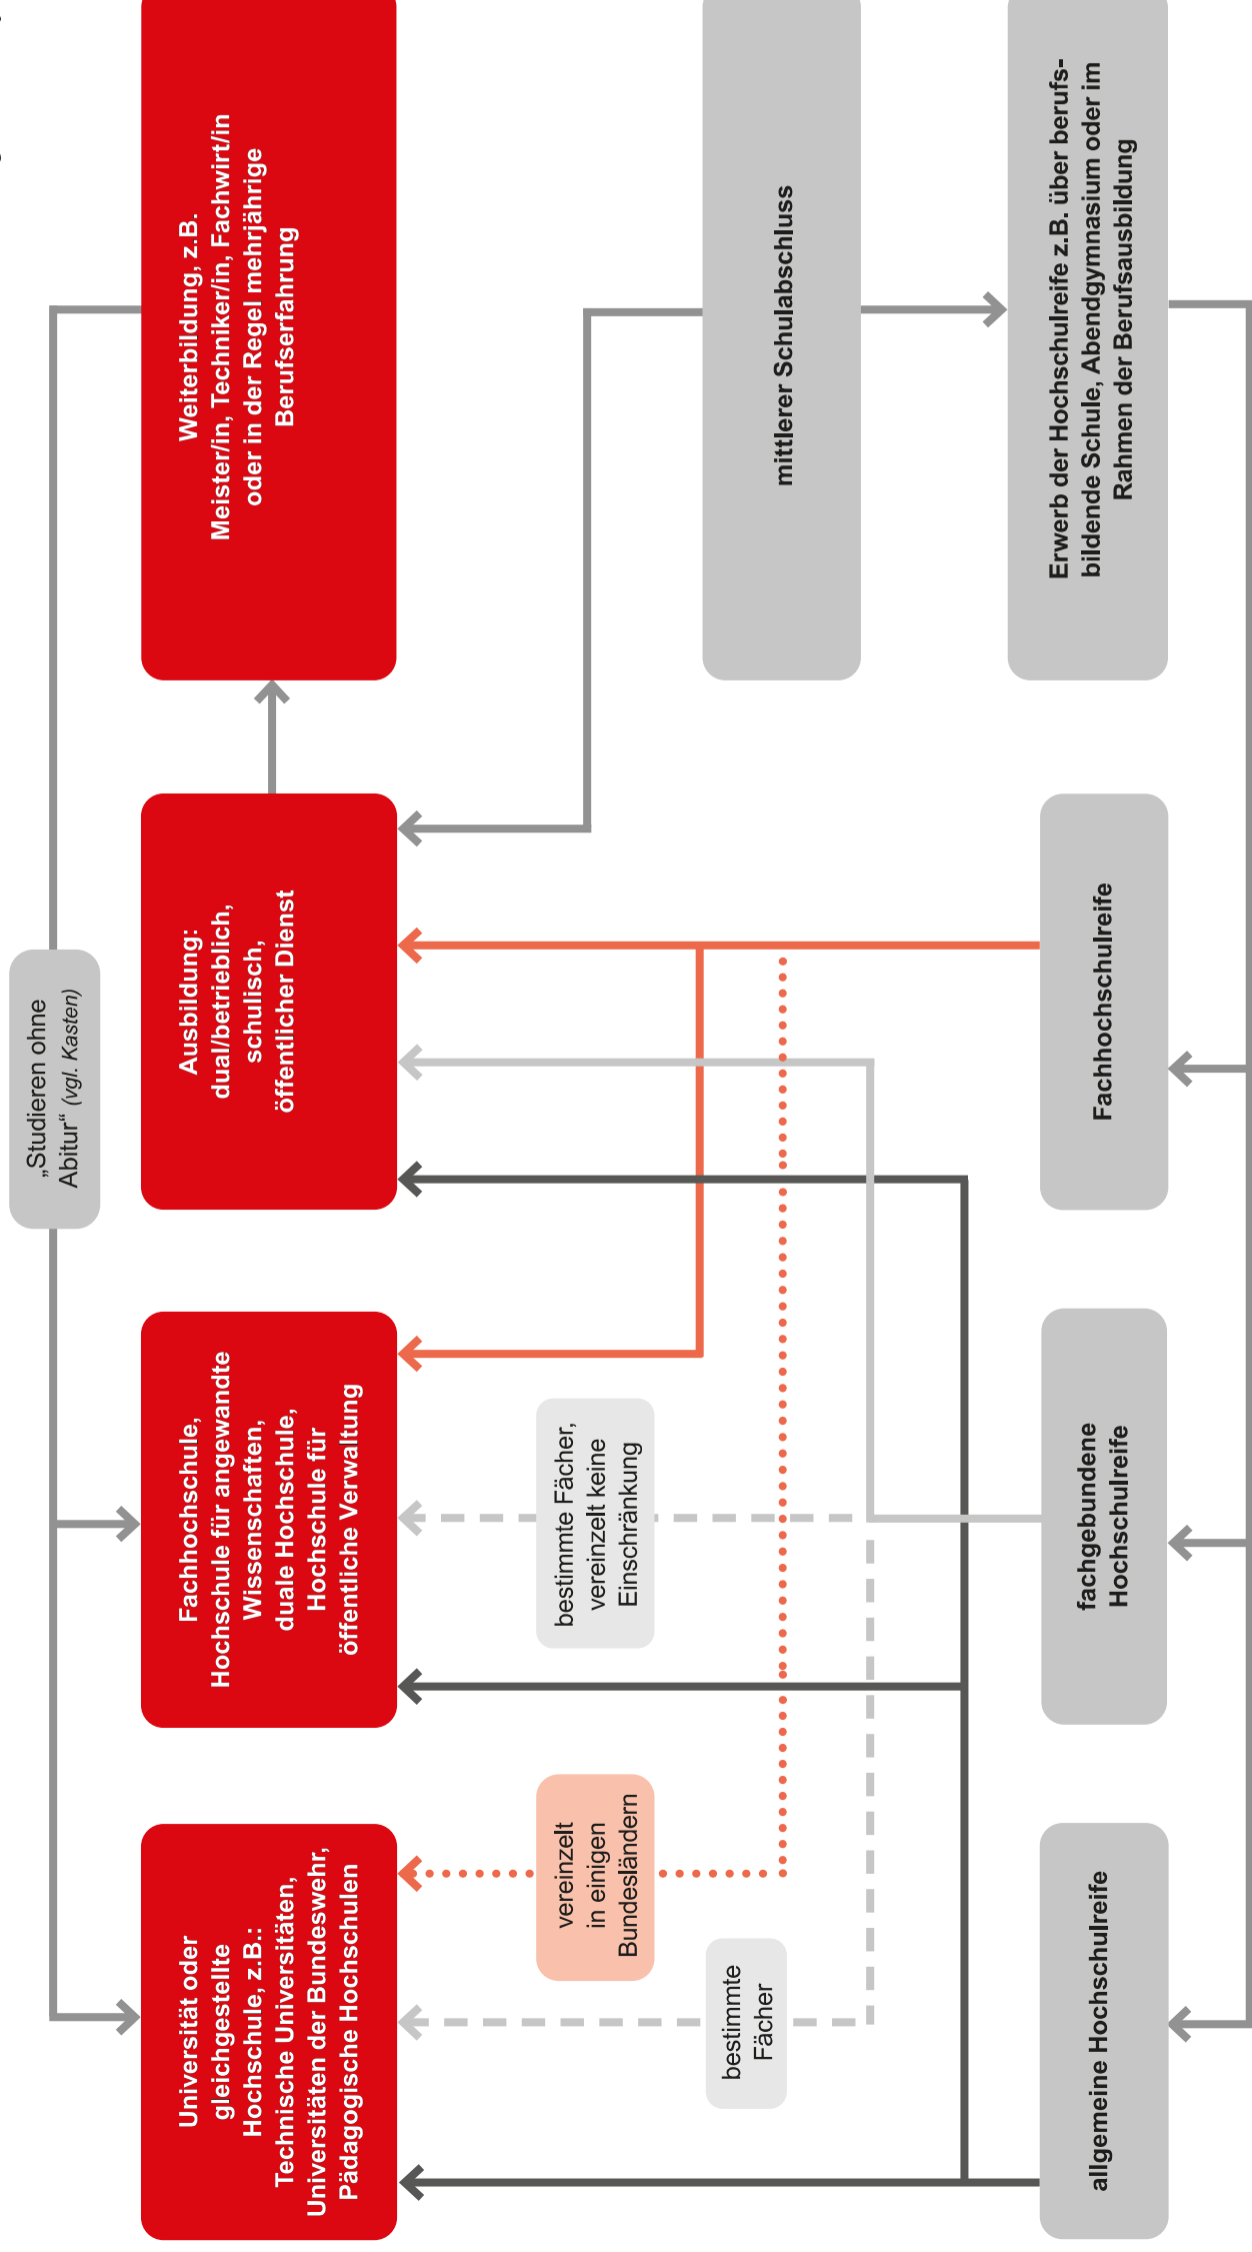 „Studieren ohne
Abitur“ (vgl. Kasten)
Universität oder
gleichgestellte
Hochschule, z.B.:
Technische Universitäten,
Universitäten der Bundeswehr,
Pädagogische Hochschulen
Fachhochschule,
Hochschule für angewandte
Wissenschaften,
duale Hochschule,
Hochschule für
öffentliche Verwaltung
Ausbildung:
dual/betrieblich,
schulisch,
öffentlicher Dienst
Weiterbildung, z.B.
Meister/in, Techniker/in, Fachwirt/in
oder in der Regel mehrjährige
Berufserfahrung
vereinzelt
in einigen
Bundesländern
bestimmte Fächer,
vereinzelt keine
Einschränkung
bestimmte
Fächer
mittlerer Schulabschluss
allgemeine Hochschulreife
fachgebundene
Hochschulreife
Fachhochschulreife
Erwerb der Hochschulreife z.B. über berufs-
bildende Schule, Abendgymnasium oder im
Rahmen der Berufsausbildung